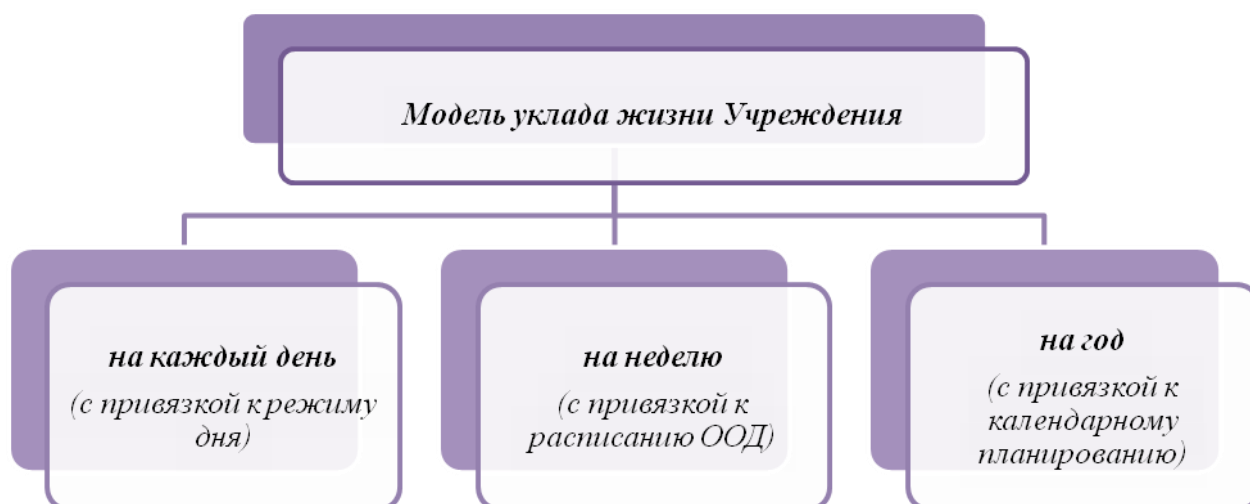 Модель уклада жизни Учреждения
на каждый день
(с привязкой к режиму
дня)
на неделю
(с привязкой к
расписанию ООД)
на год
(с привязкой к
календарному
планированию)